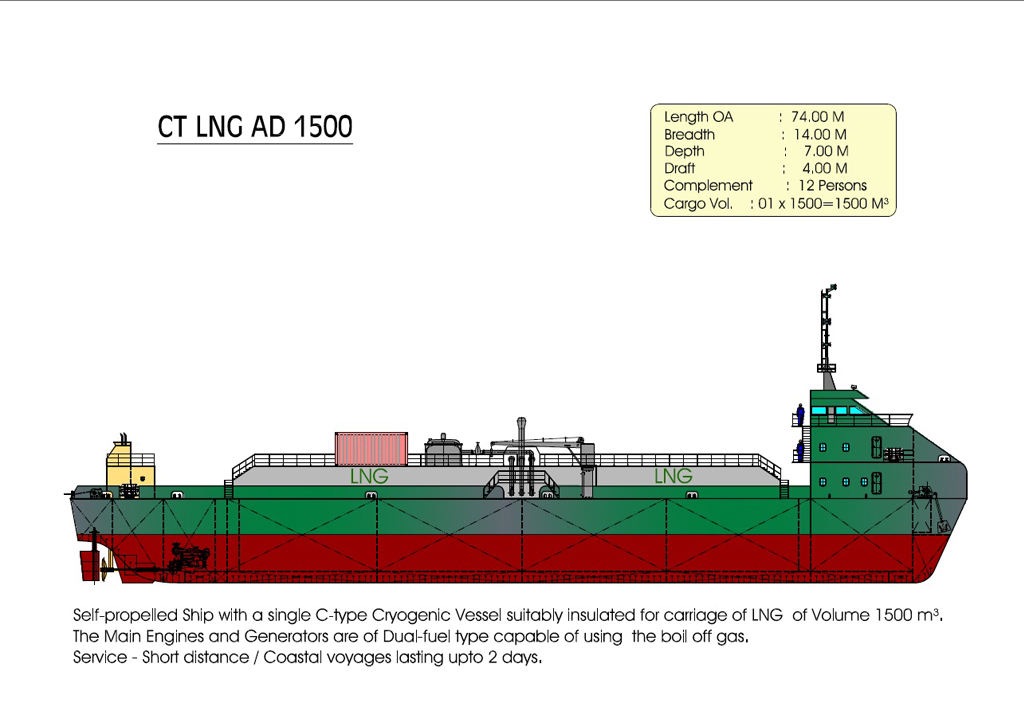 CT LNG AD 1500
Length OA : 74.00 M
Breadth : 14.00 M
Depth : 7.00 M
Draft : 4.00 M
Complement : 12 Persons
Cargo Vol. : 01 x 1500=1500 M³
LNG LNG
Self-propelled Ship with a single C-type Cryogenic Vessel suitably insulated for carriage of LNG of Volume 1500 m³.
The Main Engines and Generators are of Dual-fuel type capable of using the boil off gas.
Service - Short distance / Coastal voyages lasting upto 2 days.